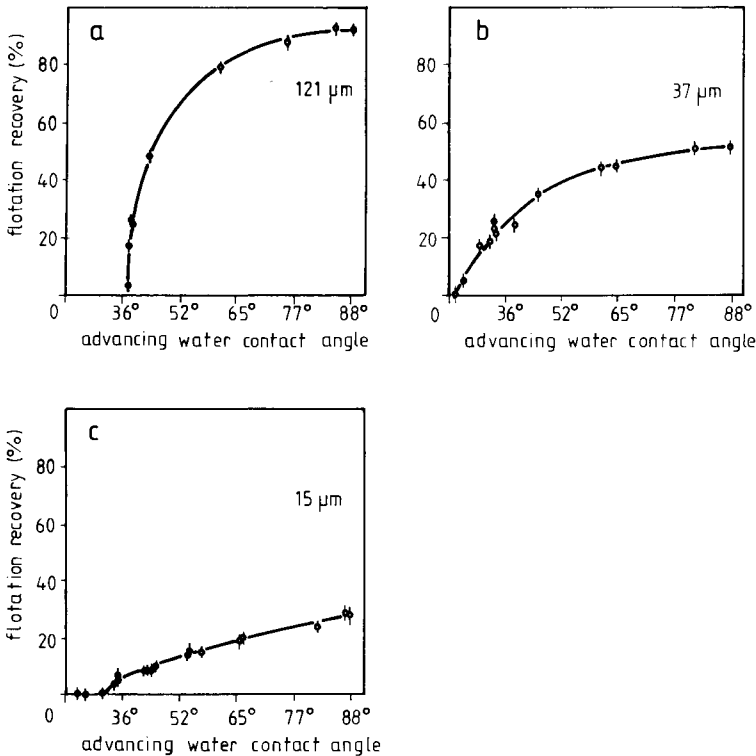 a
flotation recovery (%)
80
60
40
20
0
121 μm
36° 52° 65° 77° 88°
advancing water contact angle
b
80
60
40
20
0
37 μm
36° 52° 65° 77° 88°
advancing water contact angle
c
flotation recovery (%)
80
60
40
20
0
15 μm
36° 52° 65° 77° 88°
advancing water contact angle